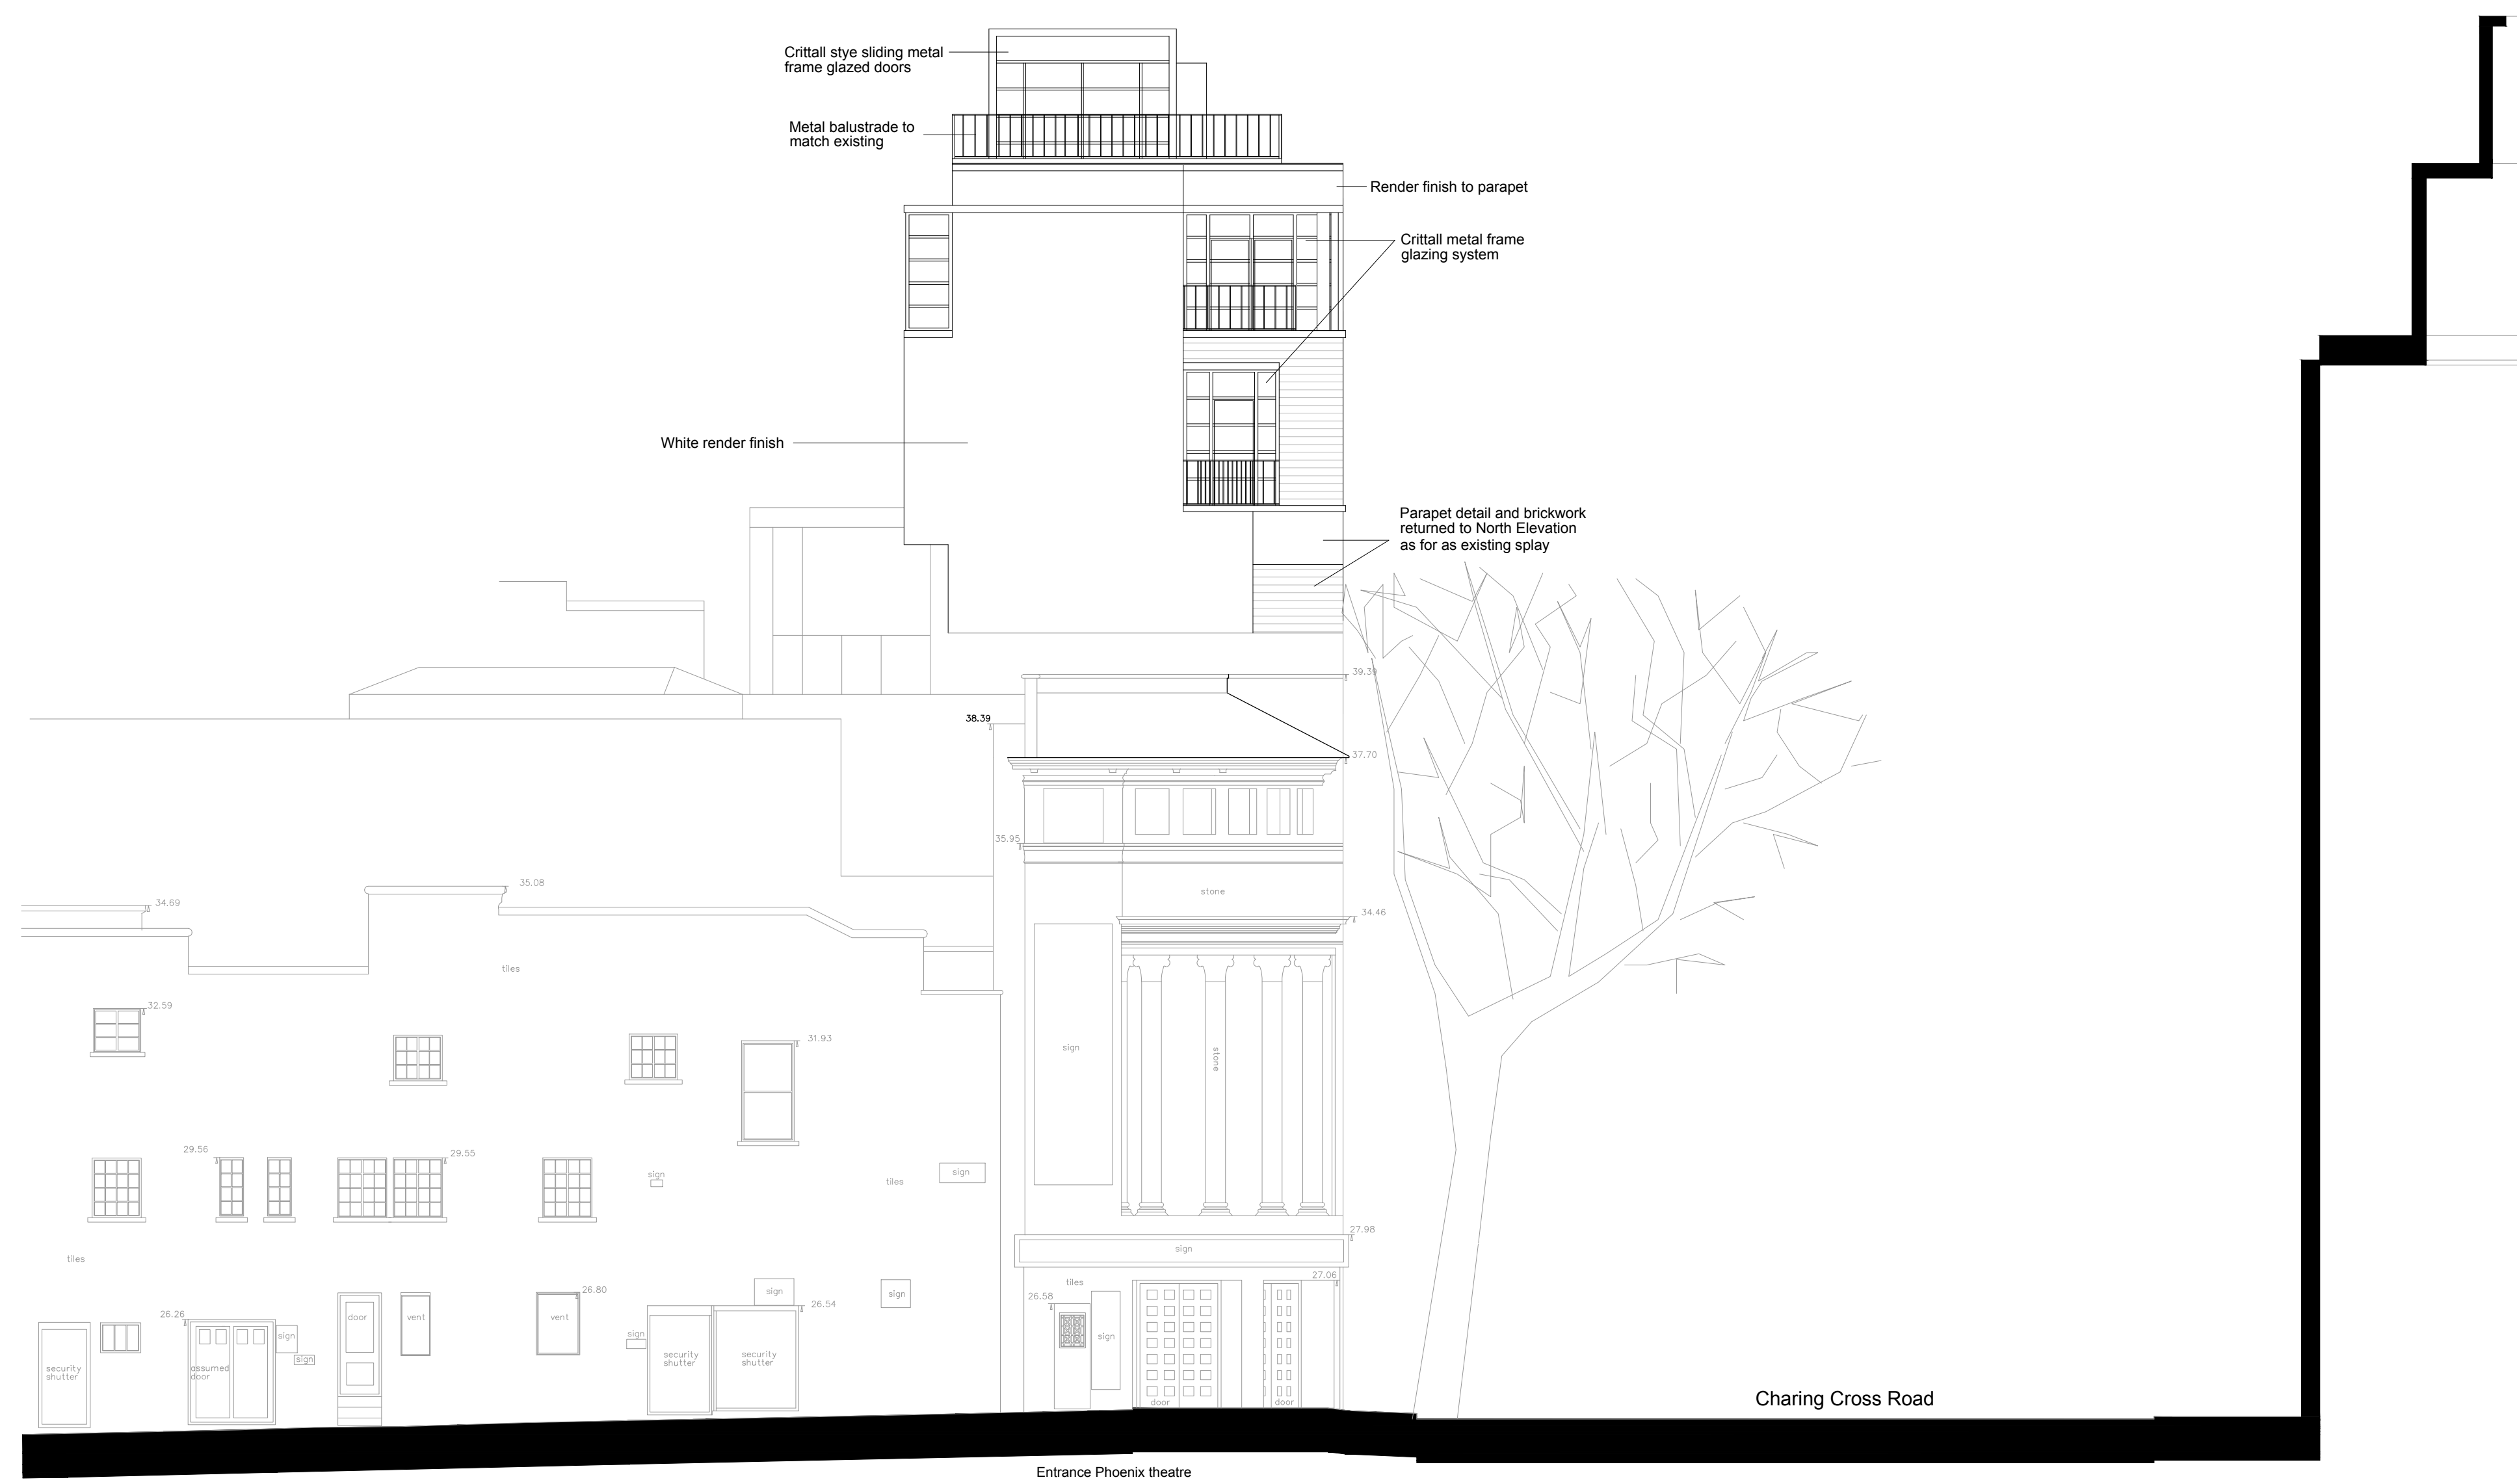 Crittall stye sliding metal
frame glazed doors
Metal balustrade to
match existing
Render finish to parapet
Crittall metal frame
glazing system
White render finish
Parapet detail and brickwork
returned to North Elevation
as for as existing splay
39.39
38.39
37.70
35.95
35.08
stone
34.69
34.46
tiles
32.59
31.93
sign
stone
29.56
29.55
sign
tiles
sign
27.98
sign
tiles
27.06
tiles
26.58
26.80
sign
sign
26.54
26.26
door
vent
vent
sign
sign
sign
sign
security
shutter
assumed
door
security
shutter
security
shutter
door
door
Charing Cross Road
Entrance Phoenix theatre